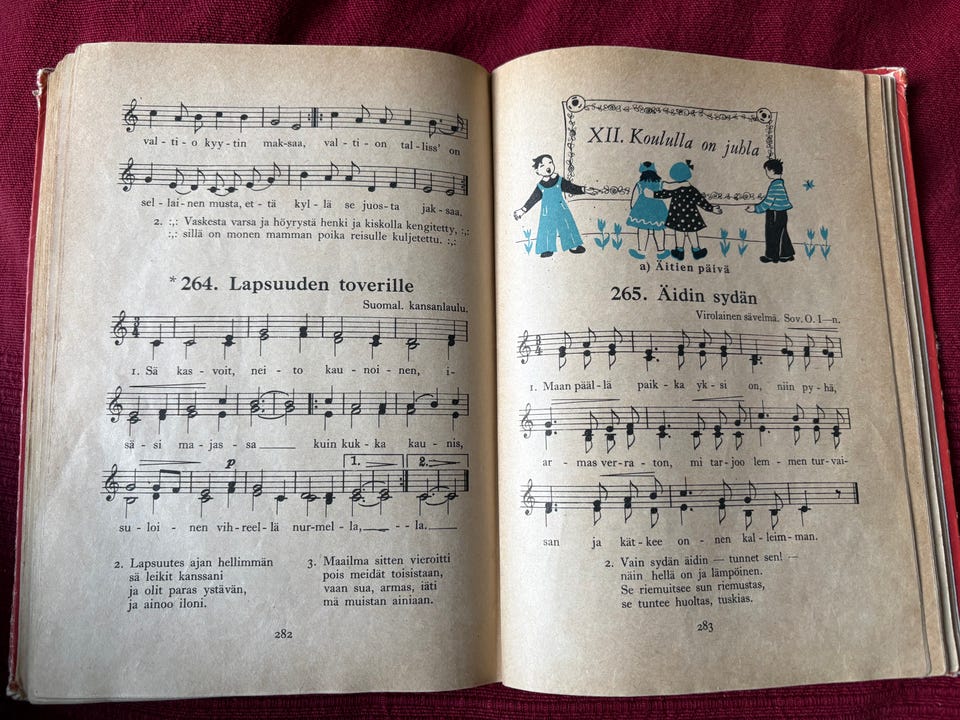 val - ti - o kyy - tin mak - saa, val - ti - on tal - liss' on
sel - lai - nen musta, et - tä kyl - lä se juos - ta jak - saa.
2. :,: Vaskesta varsa ja höyrystä henki ja kiskolla kengitetty, :,:
:,: sillä on monen mamman poika reisulle kuljetettu. :,:
*264. Lapsuuden toverille
Suomal. kansanlaulu.
1. Sä kas - voit, nei - to kau - noi - nen, i-
sä - si ma - jas - sa kuin kuk - ka kau - nis,
p
1. 2.
su - loi - nen vih - reel - lä nurmel - la, - - la.
2. Lapsuutes ajan hellimmän
sä leikit kanssani
ja olit paras ystävän,
ja ainoo iloni.
3. Maailma sitten vieroitti
pois meidät toisistaan,
vaan sua, armas, iäti
mä muistan ainiaan.
282
XII. Koululla on juhla
a) Äitien päivä
265. Äidin sydän
Virolainen sävelmä. Sov. O. I—n.
1. Maan pääl - lä paik - ka yk - si on, niin py - hä,
ar - mas ver - ra - ton, mi tar - joo lem - men tur - vai-
san ja kät - kee on - nen kal - leim - man.
2. Vain sydän äidin — tunnet sen! —
näin hellä on ja lämpöinen.
Se riemuitsee sun riemustas,
se tuntee huoltas, tuskias.
283